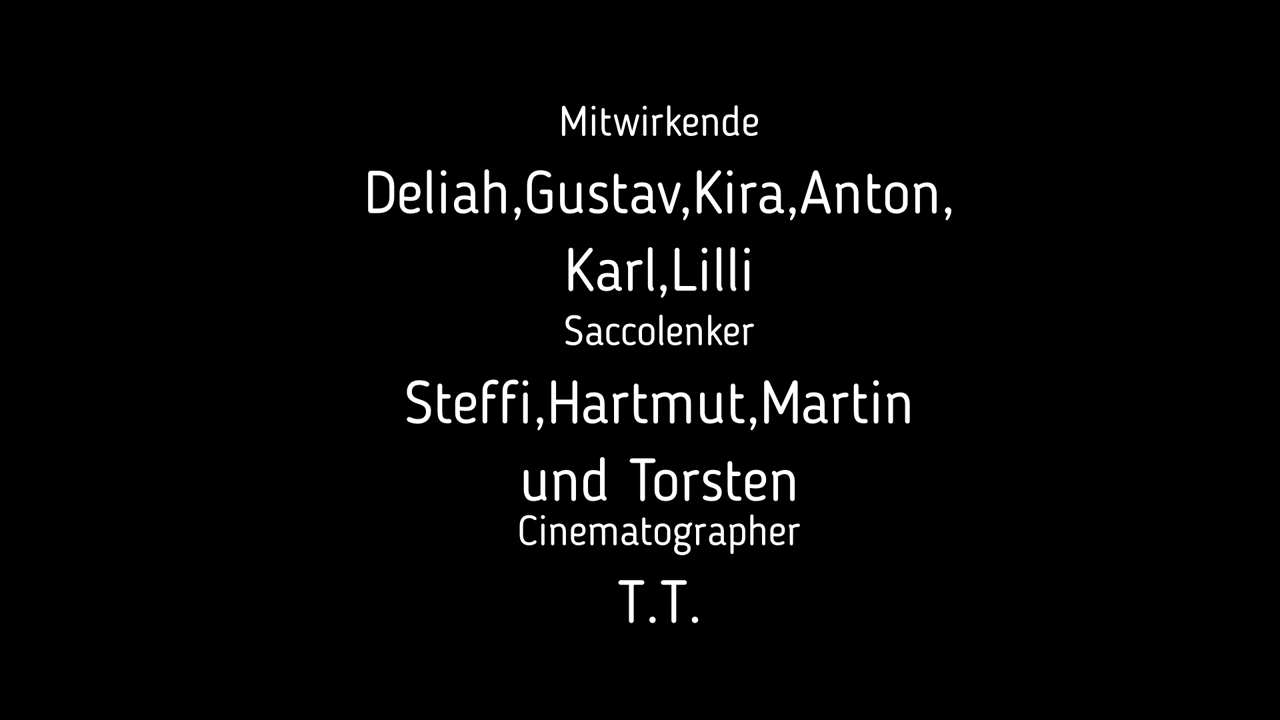 Mitwirkende
Deliah,Gustav,Kira,Anton,
Karl,Lilli
Saccolenker
Steffi,Hartmut,Martin
und Torsten
Cinematographer
T.T.